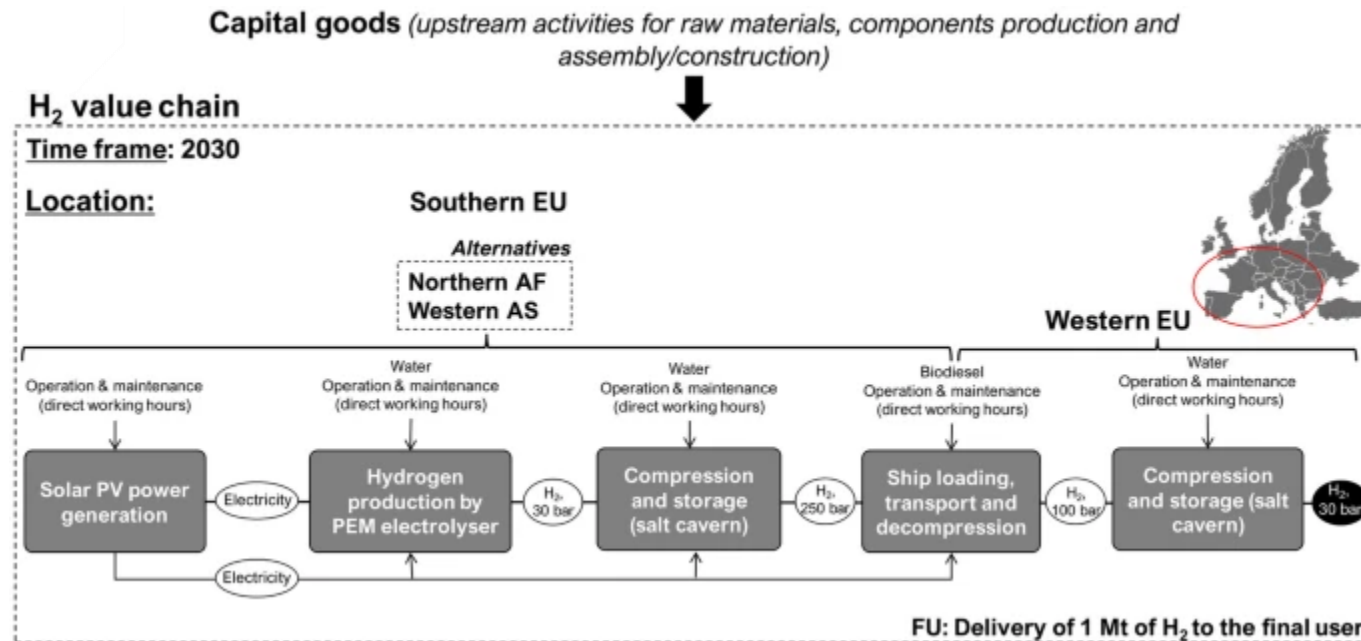 Capital goods (upstream activities for raw materials, components production and
assembly/construction)
H₂ value chain
Time frame: 2030
Location:
Southern EU
Alternatives
Northern AF
Western AS
Western EU
Operation & maintenance
(direct working hours)
Water
Operation & maintenance
(direct working hours)
Water
Operation & maintenance
(direct working hours)
Biodiesel
Operation & maintenance
(direct working hours)
Water
Operation & maintenance
(direct working hours)
Solar PV power
generation
Electricity
Hydrogen
production by
PEM electrolyser
H₂,
30 bar
Compression
and storage
(salt cavern)
H₂,
250 bar
Ship loading,
transport and
decompression
H₂,
100 bar
Compression
and storage (salt
cavern)
H₂,
30 bar
Electricity
FU: Delivery of 1 Mt of H₂ to the final user